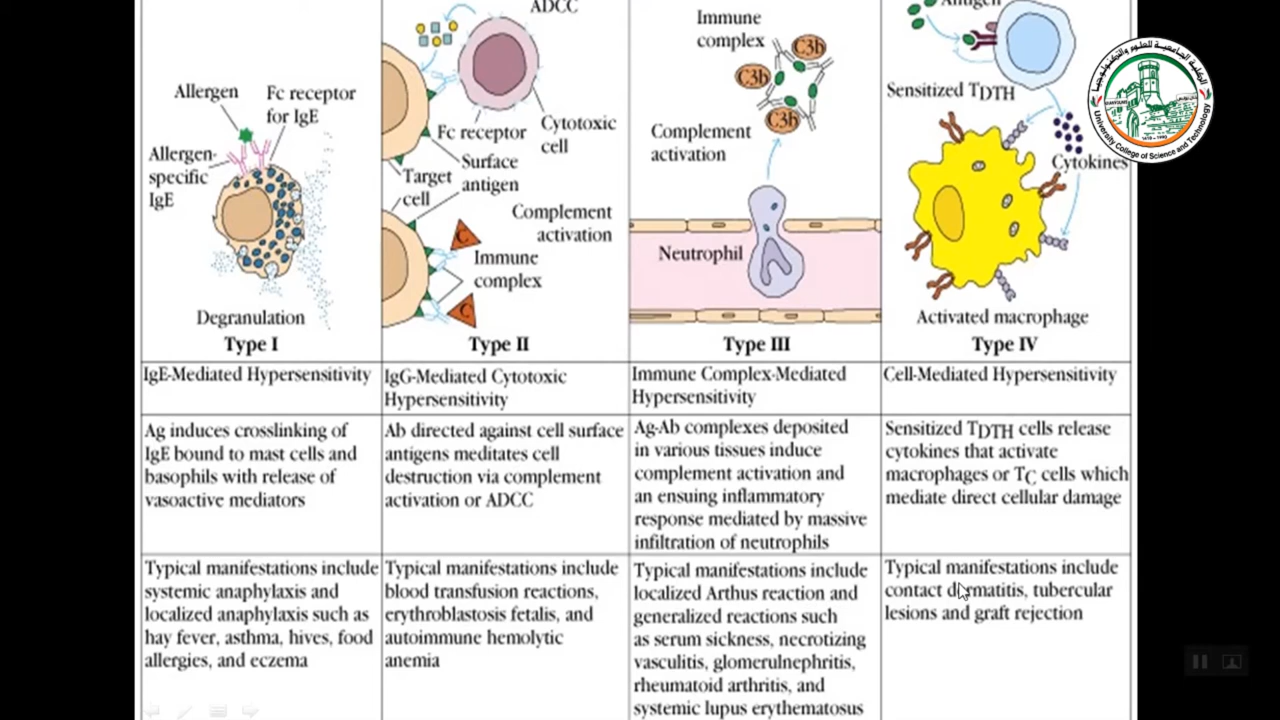 ADCC
Allergen
Fc receptor
for IgE
Allergen-
specific
IgE
Degranulation
Type I
Fc receptor
Cytotoxic
cell
Target
cell
Surface
antigen
Complement
activation
C
Immune
complex
C
Type II
Immune
complex
C3b
C3b
C3b
Complement
activation
Neutrophil
Type III
Antigen
Sensitized TDTH
Cytokines
Activated macrophage
Type IV
University College of Science and Technology
IgE-Mediated Hypersensitivity
IgG-Mediated Cytotoxic
Hypersensitivity
Immune Complex-Mediated
Hypersensitivity
Cell-Mediated Hypersensitivity
Ag induces crosslinking of
IgE bound to mast cells and
basophils with release of
vasoactive mediators
Ab directed against cell surface
antigens meditates cell
destruction via complement
activation or ADCC
Ag-Ab complexes deposited
in various tissues induce
complement activation and
an ensuing inflammatory
response mediated by massive
infiltration of neutrophils
Sensitized TDTH cells release
cytokines that activate
macrophages or TC cells which
mediate direct cellular damage
Typical manifestations include
systemic anaphylaxis and
localized anaphylaxis such as
hay fever, asthma, hives, food
allergies, and eczema
Typical manifestations include
blood transfusion reactions,
erythroblastosis fetalis, and
autoimmune hemolytic
anemia
Typical manifestations include
localized Arthus reaction and
generalized reactions such
as serum sickness, necrotizing
vasculitis, glomerulnephritis,
rheumatoid arthritis, and
systemic lupus erythematosus
Typical manifestations include
contact dermatitis, tubercular
lesions and graft rejection